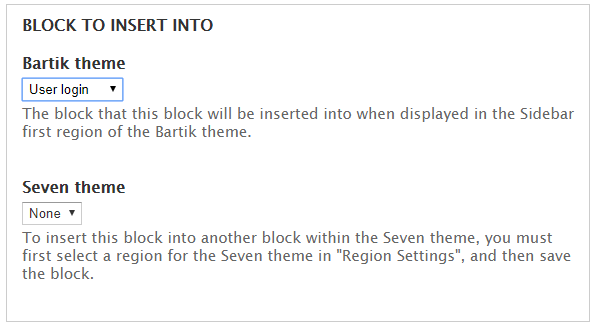 BLOCK TO INSERT INTO
Bartik theme
User login
The block that this block will be inserted into when displayed in the Sidebar
first region of the Bartik theme.
Seven theme
None
To insert this block into another block within the Seven theme, you must
first select a region for the Seven theme in "Region Settings", and then save
the block.